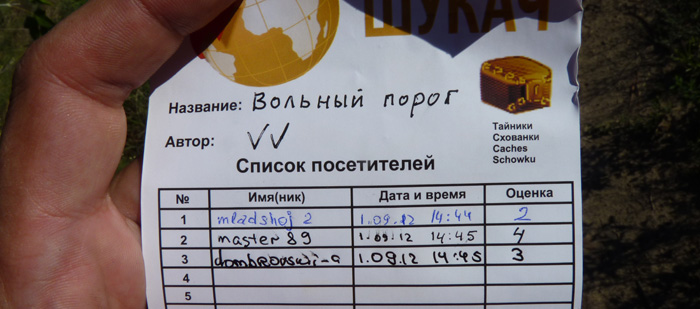 ШУКАЧ
Название: Вольный порог
Тайники
Схованки
Caches
Schowku
Автор: VV
Список посетителей
№ Имя(ник) Дата и время Оценка
1 mladshoj 2 1.09.12 14:44 2
2 master89 1.09.12 14:45 4
3 dombrovskij-a 1.09.12 14:45 3
4
5